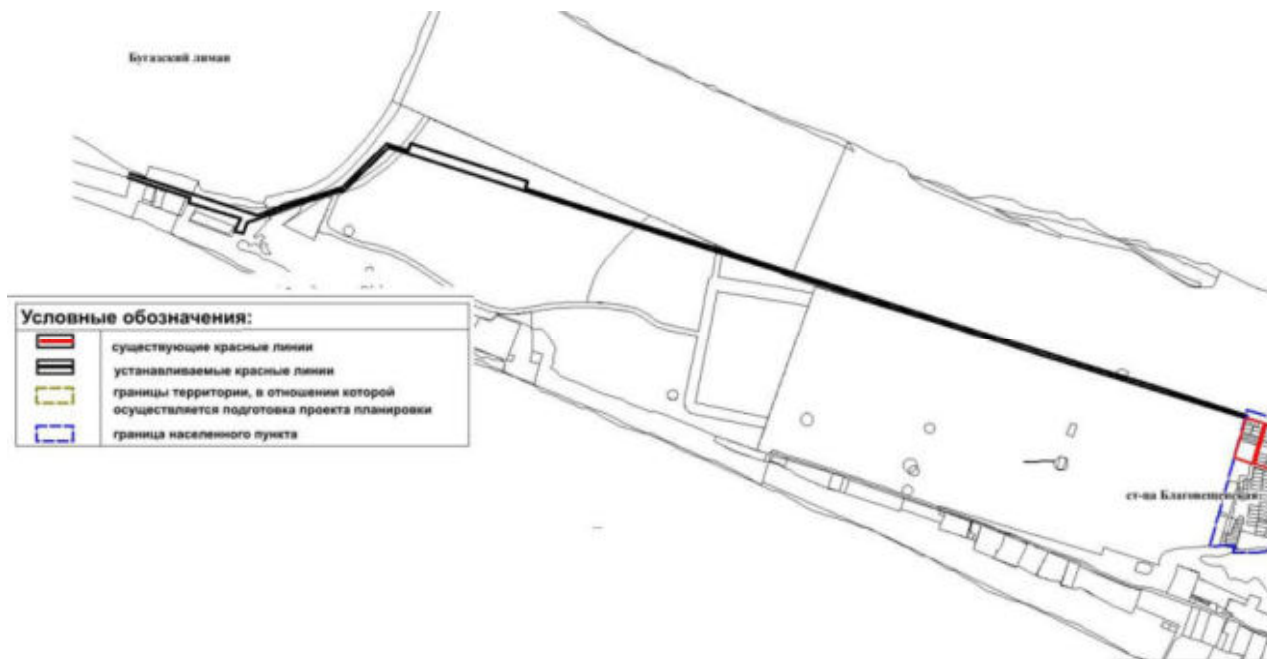 Бугазский лиман
Условные обозначения:
существующие красные линии
устанавливаемые красные линии
границы территории, в отношении которой
осуществляется подготовка проекта планировки
граница населенного пункта
ст-ца Благовещенская